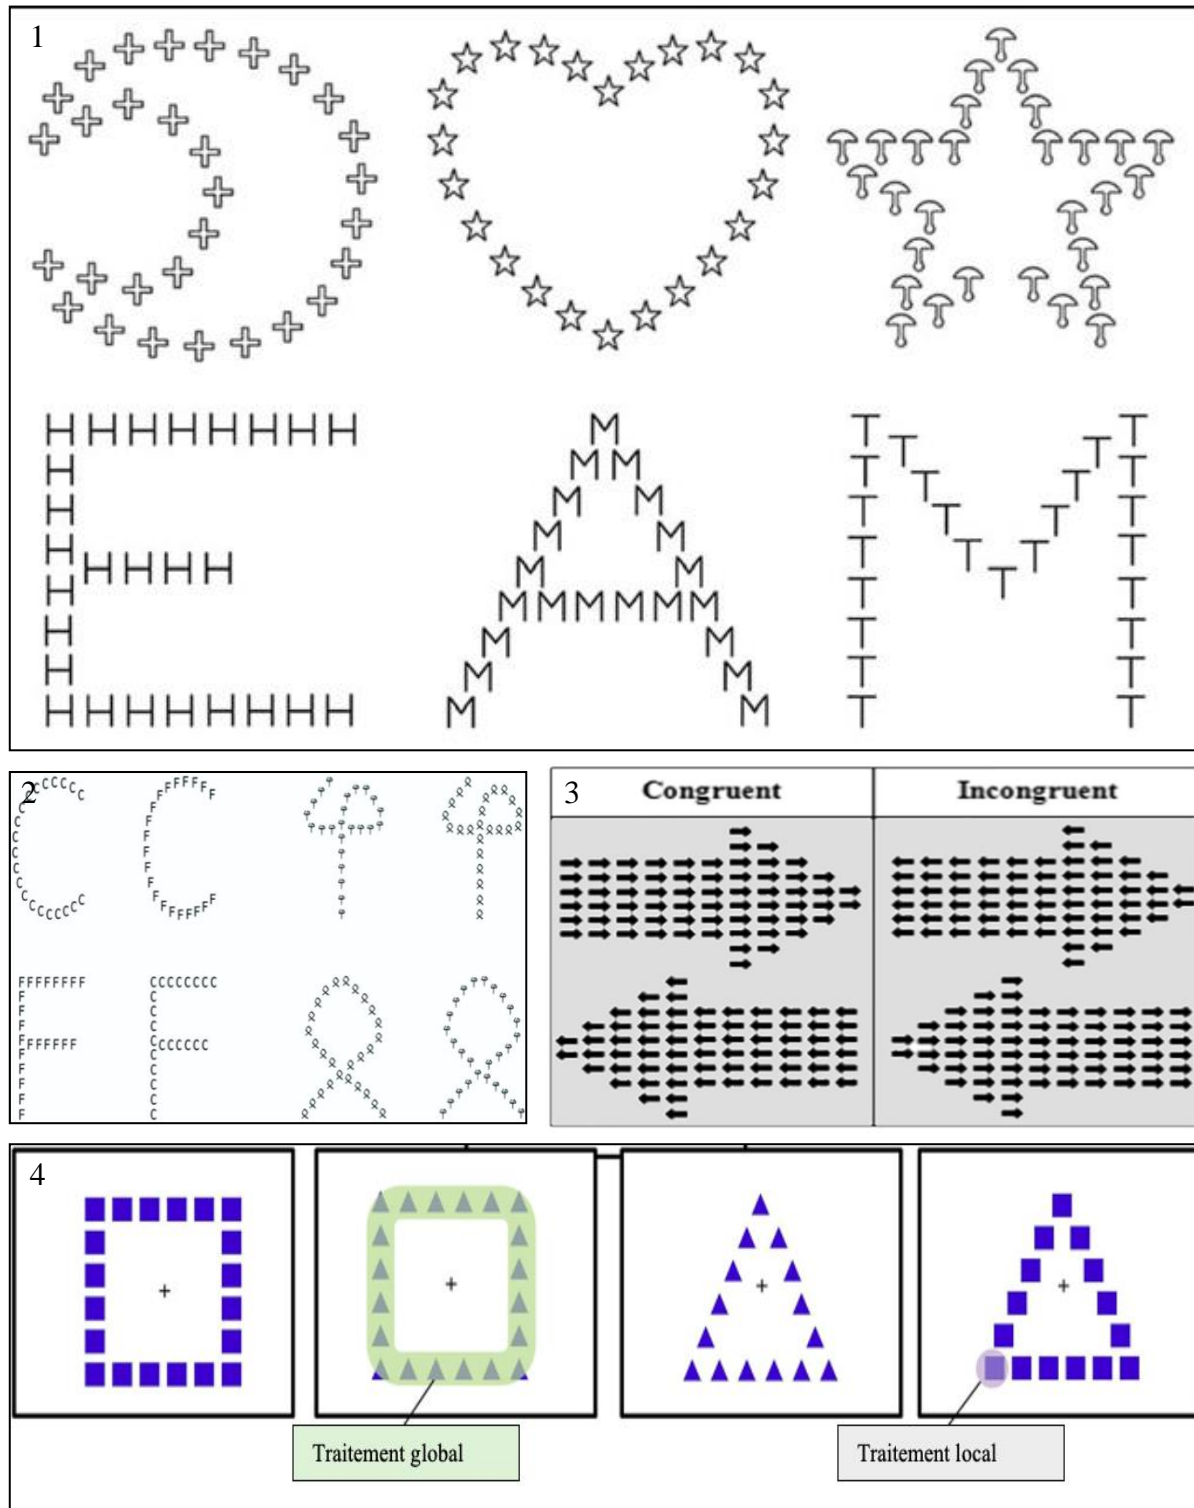 1
2
3
Congruent
Incongruent
4
Traitement global
Traitement local